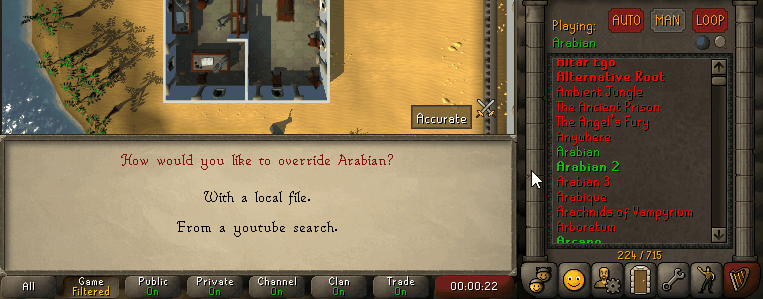 Accurate
How would you like to override Arabian?
With a local file.
From a youtube search.
All
Game
Filtered
Public
On
Private
On
Channel
On
Clan
On
Trade
On
00:00:22
Playing:
AUTO
MAN
LOOP
Arabian
Altar Ego
Alternative Root
Ambient Jungle
The Ancient Prison
The Angel's Fury
Anywhere
Arabian
Arabian 2
Arabian 3
Arabique
Arachnids of Vampyrium
Arboretum
Arcano
224 / 715